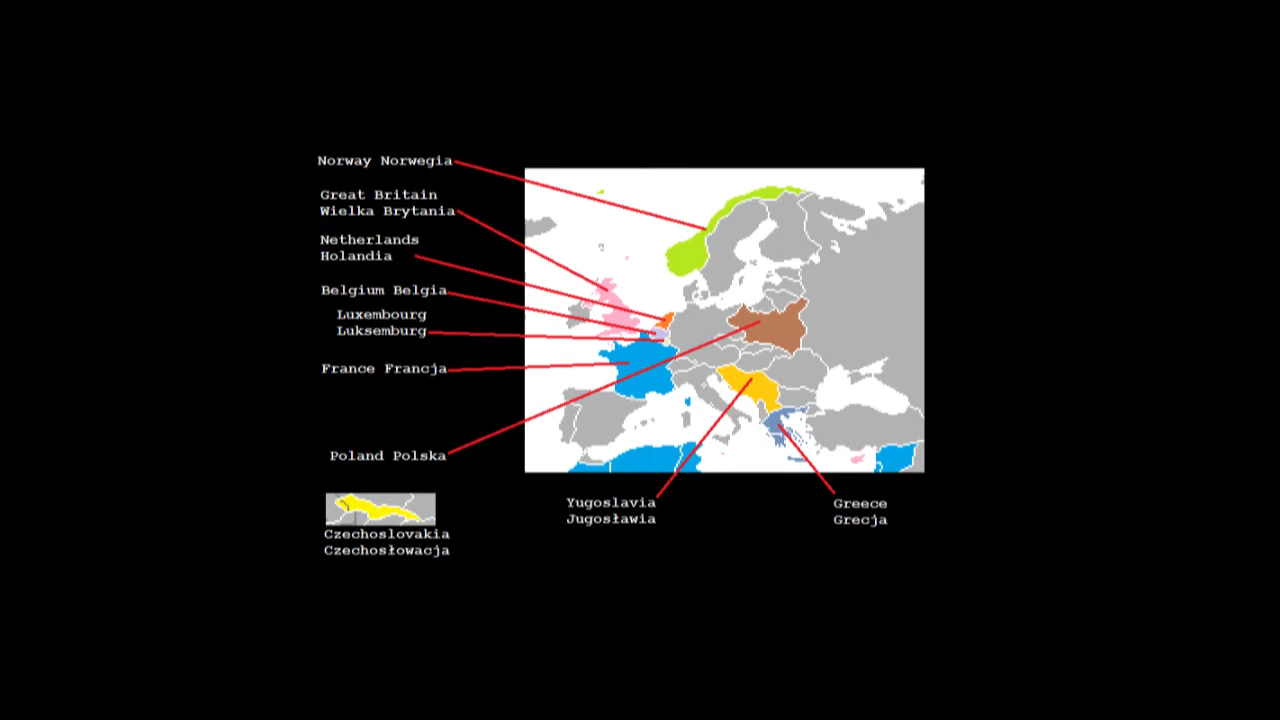 Norway Norwegia
Great Britain
Wielka Brytania
Netherlands
Holandia
Belgium Belgia
Luxembourg
Luksemburg
France Francja
Poland Polska
Czechoslovakia
Czechosłowacja
Yugoslavia
Jugosławia
Greece
Grecja